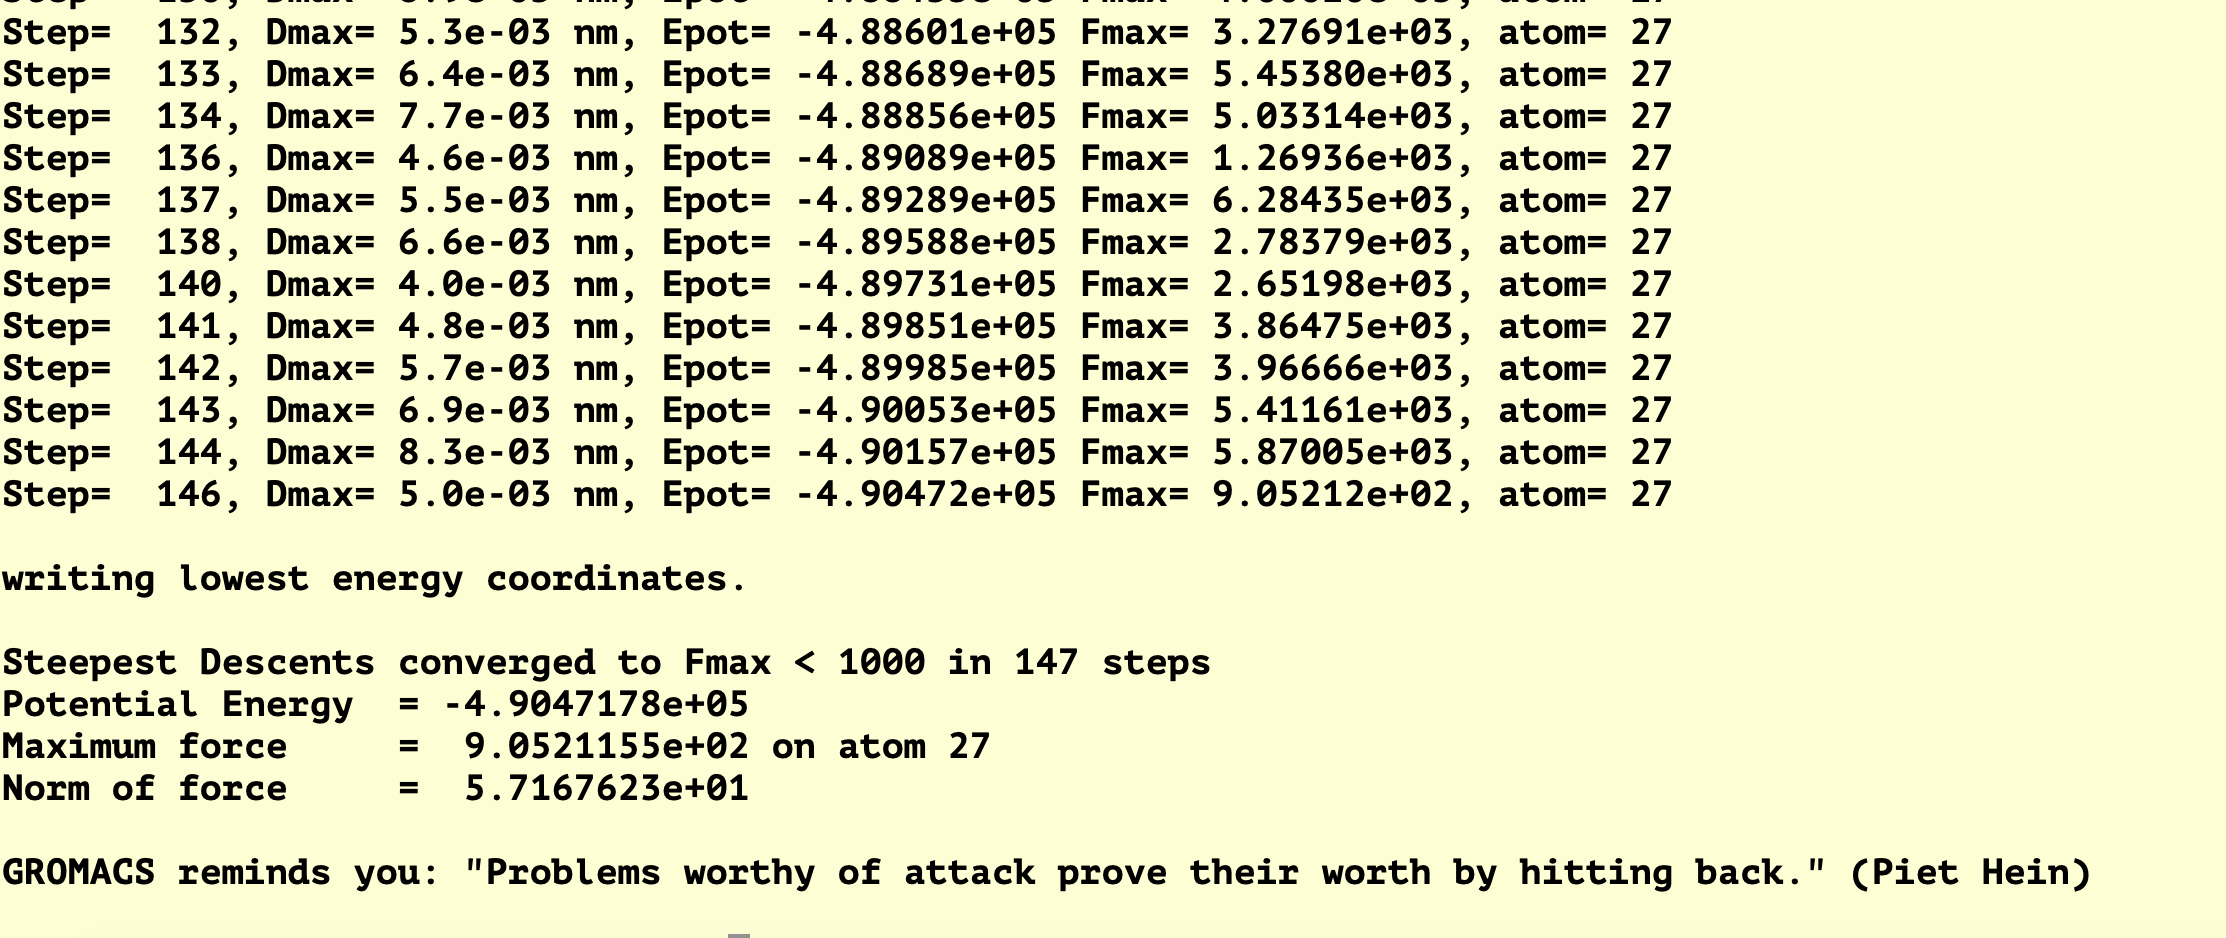 Step=  132, Dmax= 5.3e-03 nm, Epot= -4.88601e+05 Fmax= 3.27691e+03, atom= 27
Step=  133, Dmax= 6.4e-03 nm, Epot= -4.88689e+05 Fmax= 5.45380e+03, atom= 27
Step=  134, Dmax= 7.7e-03 nm, Epot= -4.88856e+05 Fmax= 5.03314e+03, atom= 27
Step=  136, Dmax= 4.6e-03 nm, Epot= -4.89089e+05 Fmax= 1.26936e+03, atom= 27
Step=  137, Dmax= 5.5e-03 nm, Epot= -4.89289e+05 Fmax= 6.28435e+03, atom= 27
Step=  138, Dmax= 6.6e-03 nm, Epot= -4.89588e+05 Fmax= 2.78379e+03, atom= 27
Step=  140, Dmax= 4.0e-03 nm, Epot= -4.89731e+05 Fmax= 2.65198e+03, atom= 27
Step=  141, Dmax= 4.8e-03 nm, Epot= -4.89851e+05 Fmax= 3.86475e+03, atom= 27
Step=  142, Dmax= 5.7e-03 nm, Epot= -4.89985e+05 Fmax= 3.96666e+03, atom= 27
Step=  143, Dmax= 6.9e-03 nm, Epot= -4.90053e+05 Fmax= 5.41161e+03, atom= 27
Step=  144, Dmax= 8.3e-03 nm, Epot= -4.90157e+05 Fmax= 5.87005e+03, atom= 27
Step=  146, Dmax= 5.0e-03 nm, Epot= -4.90472e+05 Fmax= 9.05212e+02, atom= 27
writing lowest energy coordinates.
Steepest Descents converged to Fmax < 1000 in 147 steps
Potential Energy  = -4.9047178e+05
Maximum force     =  9.0521155e+02 on atom 27
Norm of force     =  5.7167623e+01
GROMACS reminds you: "Problems worthy of attack prove their worth by hitting back." (Piet Hein)